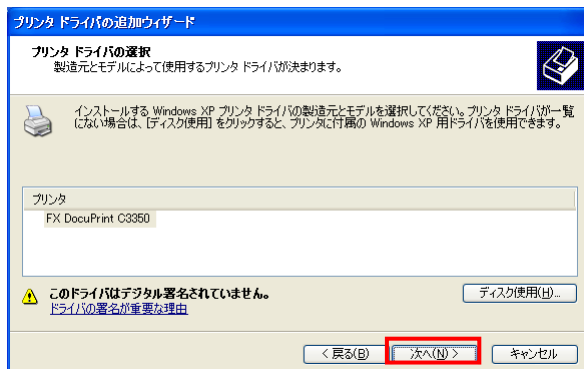 プリンタ ドライバの追加ウィザード
プリンタ ドライバの選択
製造元とモデルによって使用するプリンタ ドライバが決まります。
インストールする Windows XP プリンタ ドライバの製造元とモデルを選択してください。プリンタ ドライバが一覧
にない場合は、[ディスク使用] をクリックすると、プリンタに付属の Windows XP 用ドライバを使用できます。
プリンタ
FX DocuPrint C3350
このドライバはデジタル署名されていません。
ディスク使用(H)...
ドライバの署名が重要な理由
< 戻る(B)
次へ(N) >
キャンセル